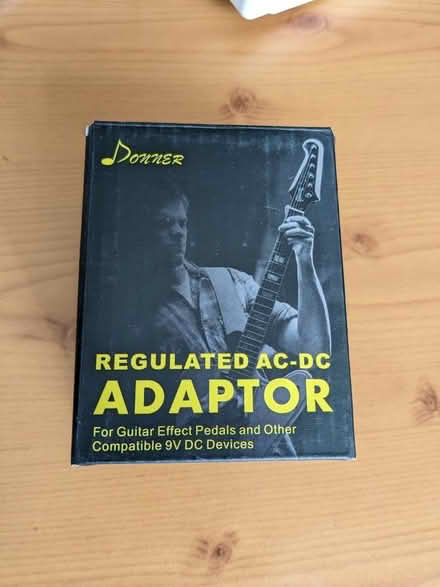 Donner
REGULATED AC-DC
ADAPTOR
For Guitar Effect Pedals and Other
Compatible 9V DC Devices